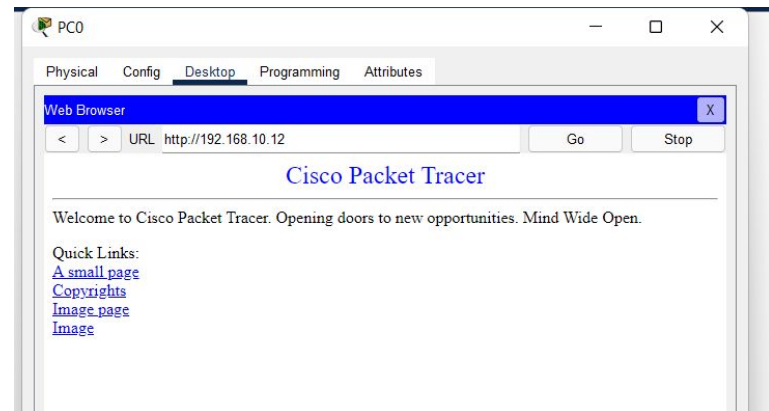 PC0
Physical Config Desktop Programming Attributes
Web Browser X
< > URL http://192.168.10.12 Go Stop
Cisco Packet Tracer
Welcome to Cisco Packet Tracer. Opening doors to new opportunities. Mind Wide Open.
Quick Links:
A small page
Copyrights
Image page
Image